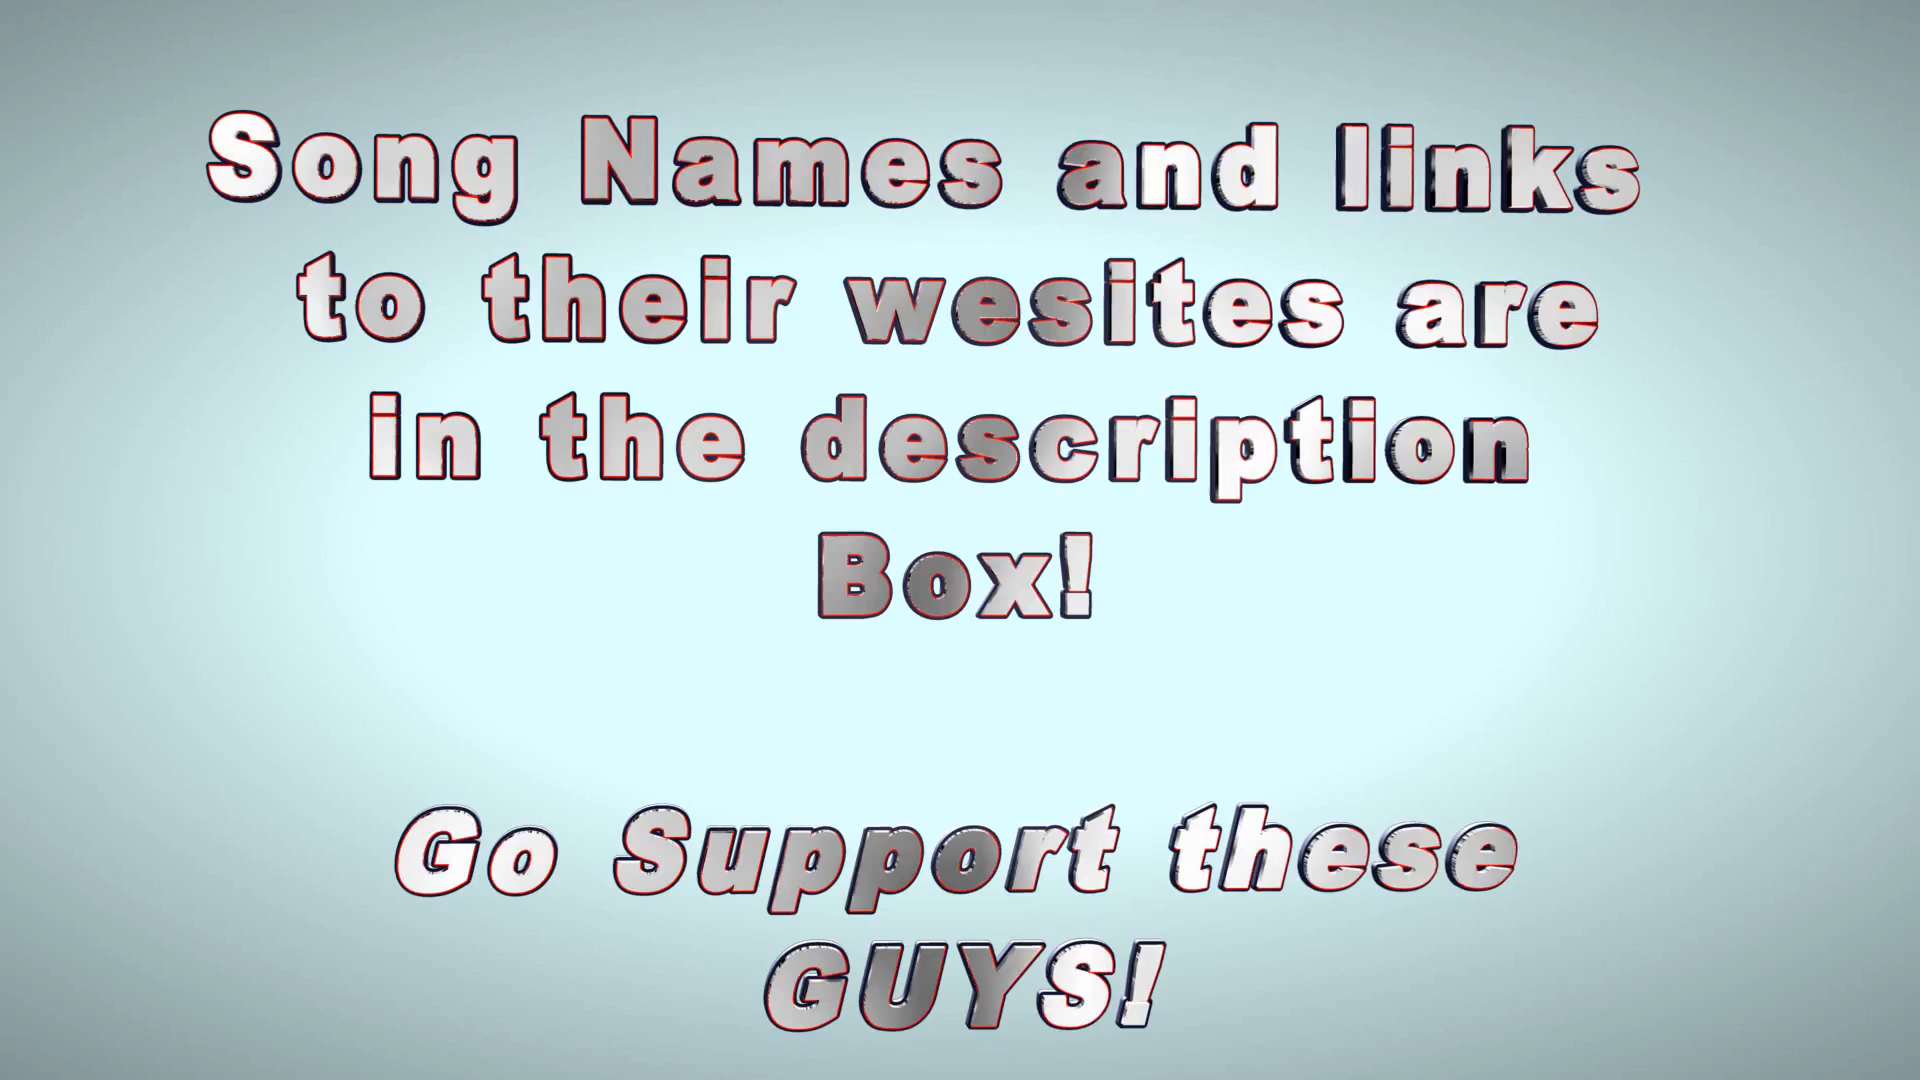 Song Names and links
to their wesites are
in the description
Box!
Go Support these
GUYS!